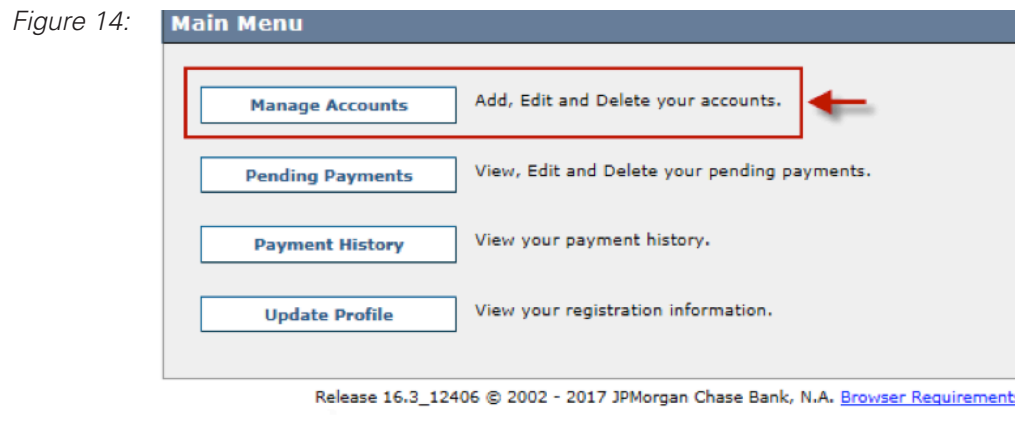 Figure 14:
Main Menu
Manage Accounts Add, Edit and Delete your accounts.
Pending Payments View, Edit and Delete your pending payments.
Payment History View your payment history.
Update Profile View your registration information.
Release 16.3_12406 © 2002 - 2017 JPMorgan Chase Bank, N.A. Browser Requirements